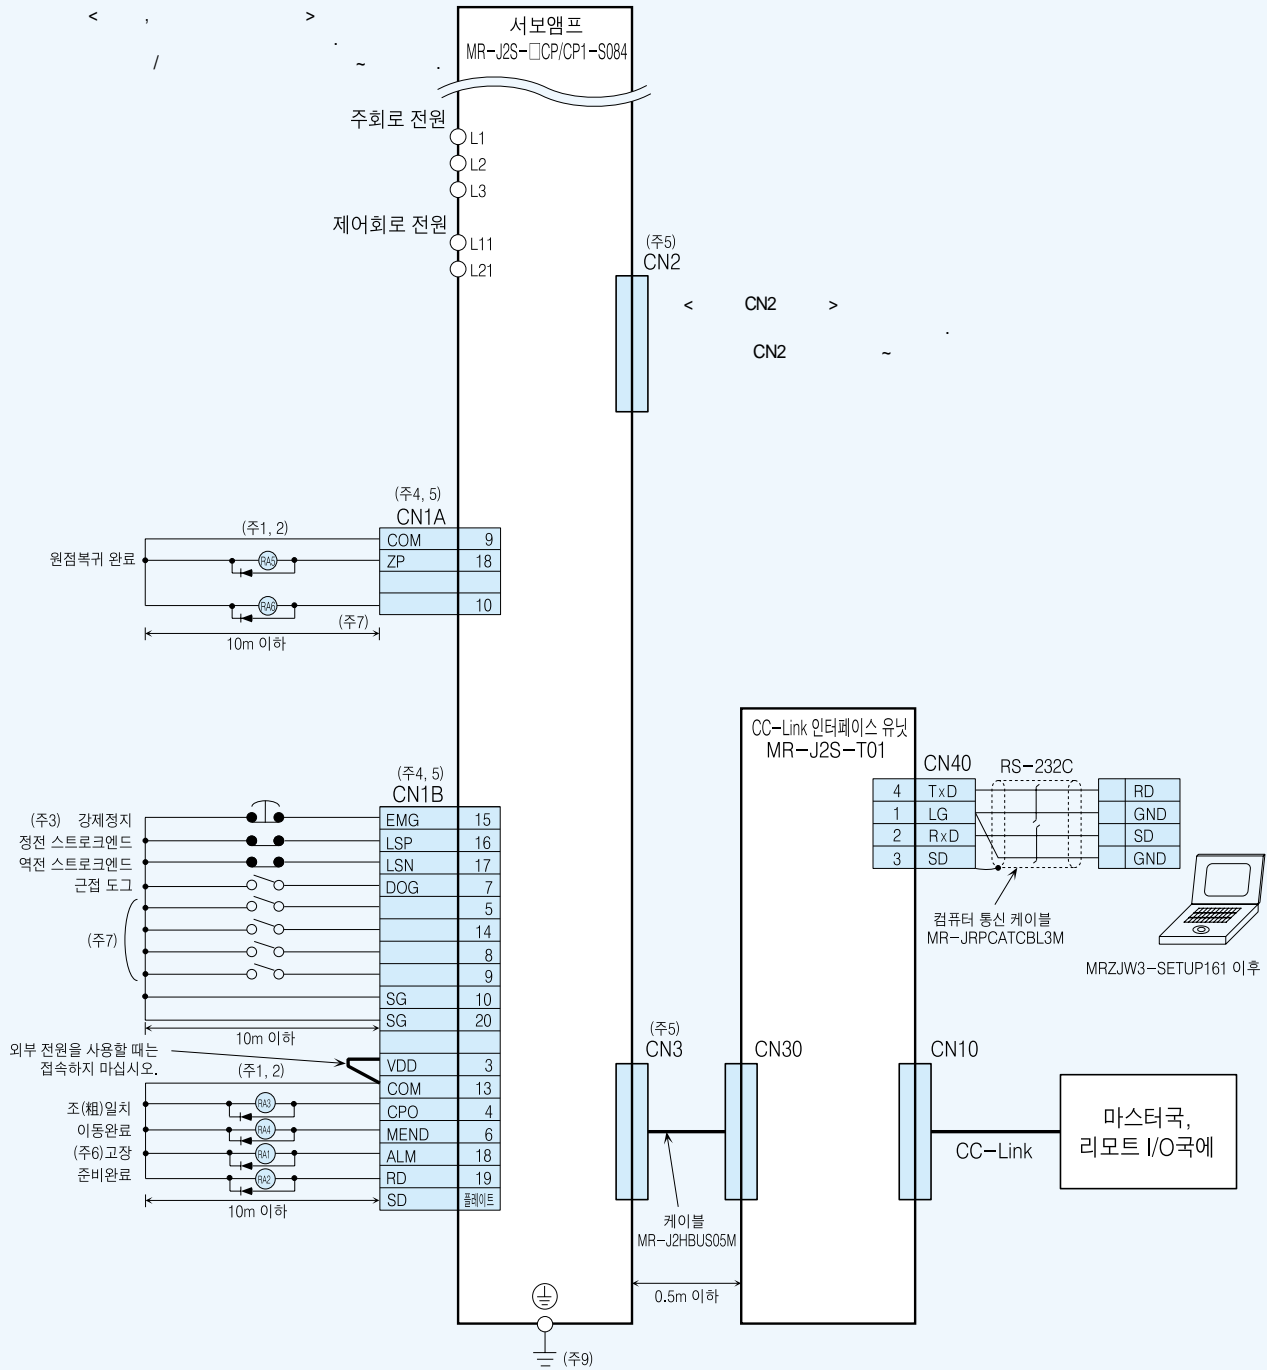 < , >
.
/ ~ .
서보앰프
MR-J2S-□CP/CP1-S084
주회로 전원
L1
L2
L3
제어회로 전원
L11
L21
(주5)
CN2
< CN2 >
.
CN2 ~
(주4, 5)
CN1A
(주1, 2)
COM 9
원점복귀 완료 RA5 ZP 18
RA6 10
(주7)
10m 이하
CC-Link 인터페이스 유닛
MR-J2S-T01
CN40 RS-232C
4 TxD RD
1 LG GND
2 RxD SD
3 SD GND
컴퓨터 통신 케이블
MR-JRPCATCBL3M
MRZJW3-SETUP161 이후
(주4, 5)
CN1B
(주3) 강제정지 EMG 15
정전 스트로크엔드 LSP 16
역전 스트로크엔드 LSN 17
근접 도그 DOG 7
5
(주7) 14
8
9
SG 10
SG 20
10m 이하
외부 전원을 사용할 때는
접속하지 마십시오.
VDD 3
(주1, 2)
COM 13
조(粗)일치 RA3 CPO 4
이동완료 RA4 MEND 6
(주6)고장 RA1 ALM 18
준비완료 RA2 RD 19
SD 플레이트
10m 이하
(주5)
CN3 CN30 CN10
CC-Link
마스터국,
리모트 I/O국에
케이블
MR-J2HBUS05M
0.5m 이하
(주9)